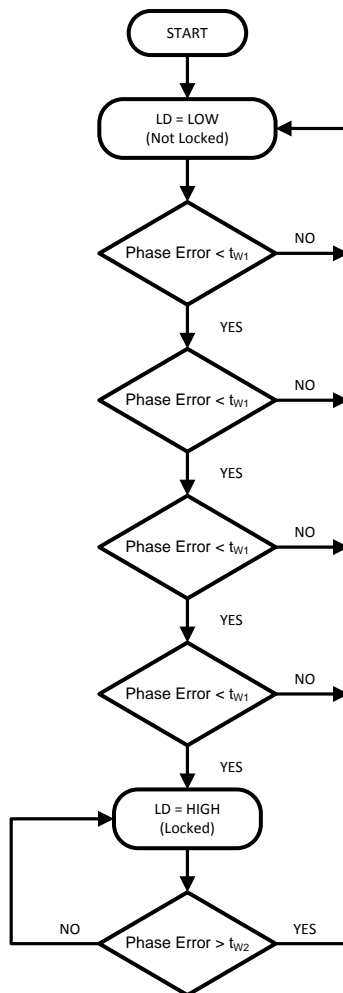 START
LD = LOW
(Not Locked)
Phase Error < tW1
NO
YES
Phase Error < tW1
NO
YES
Phase Error < tW1
NO
YES
Phase Error < tW1
NO
YES
LD = HIGH
(Locked)
NO
Phase Error > tW2
YES